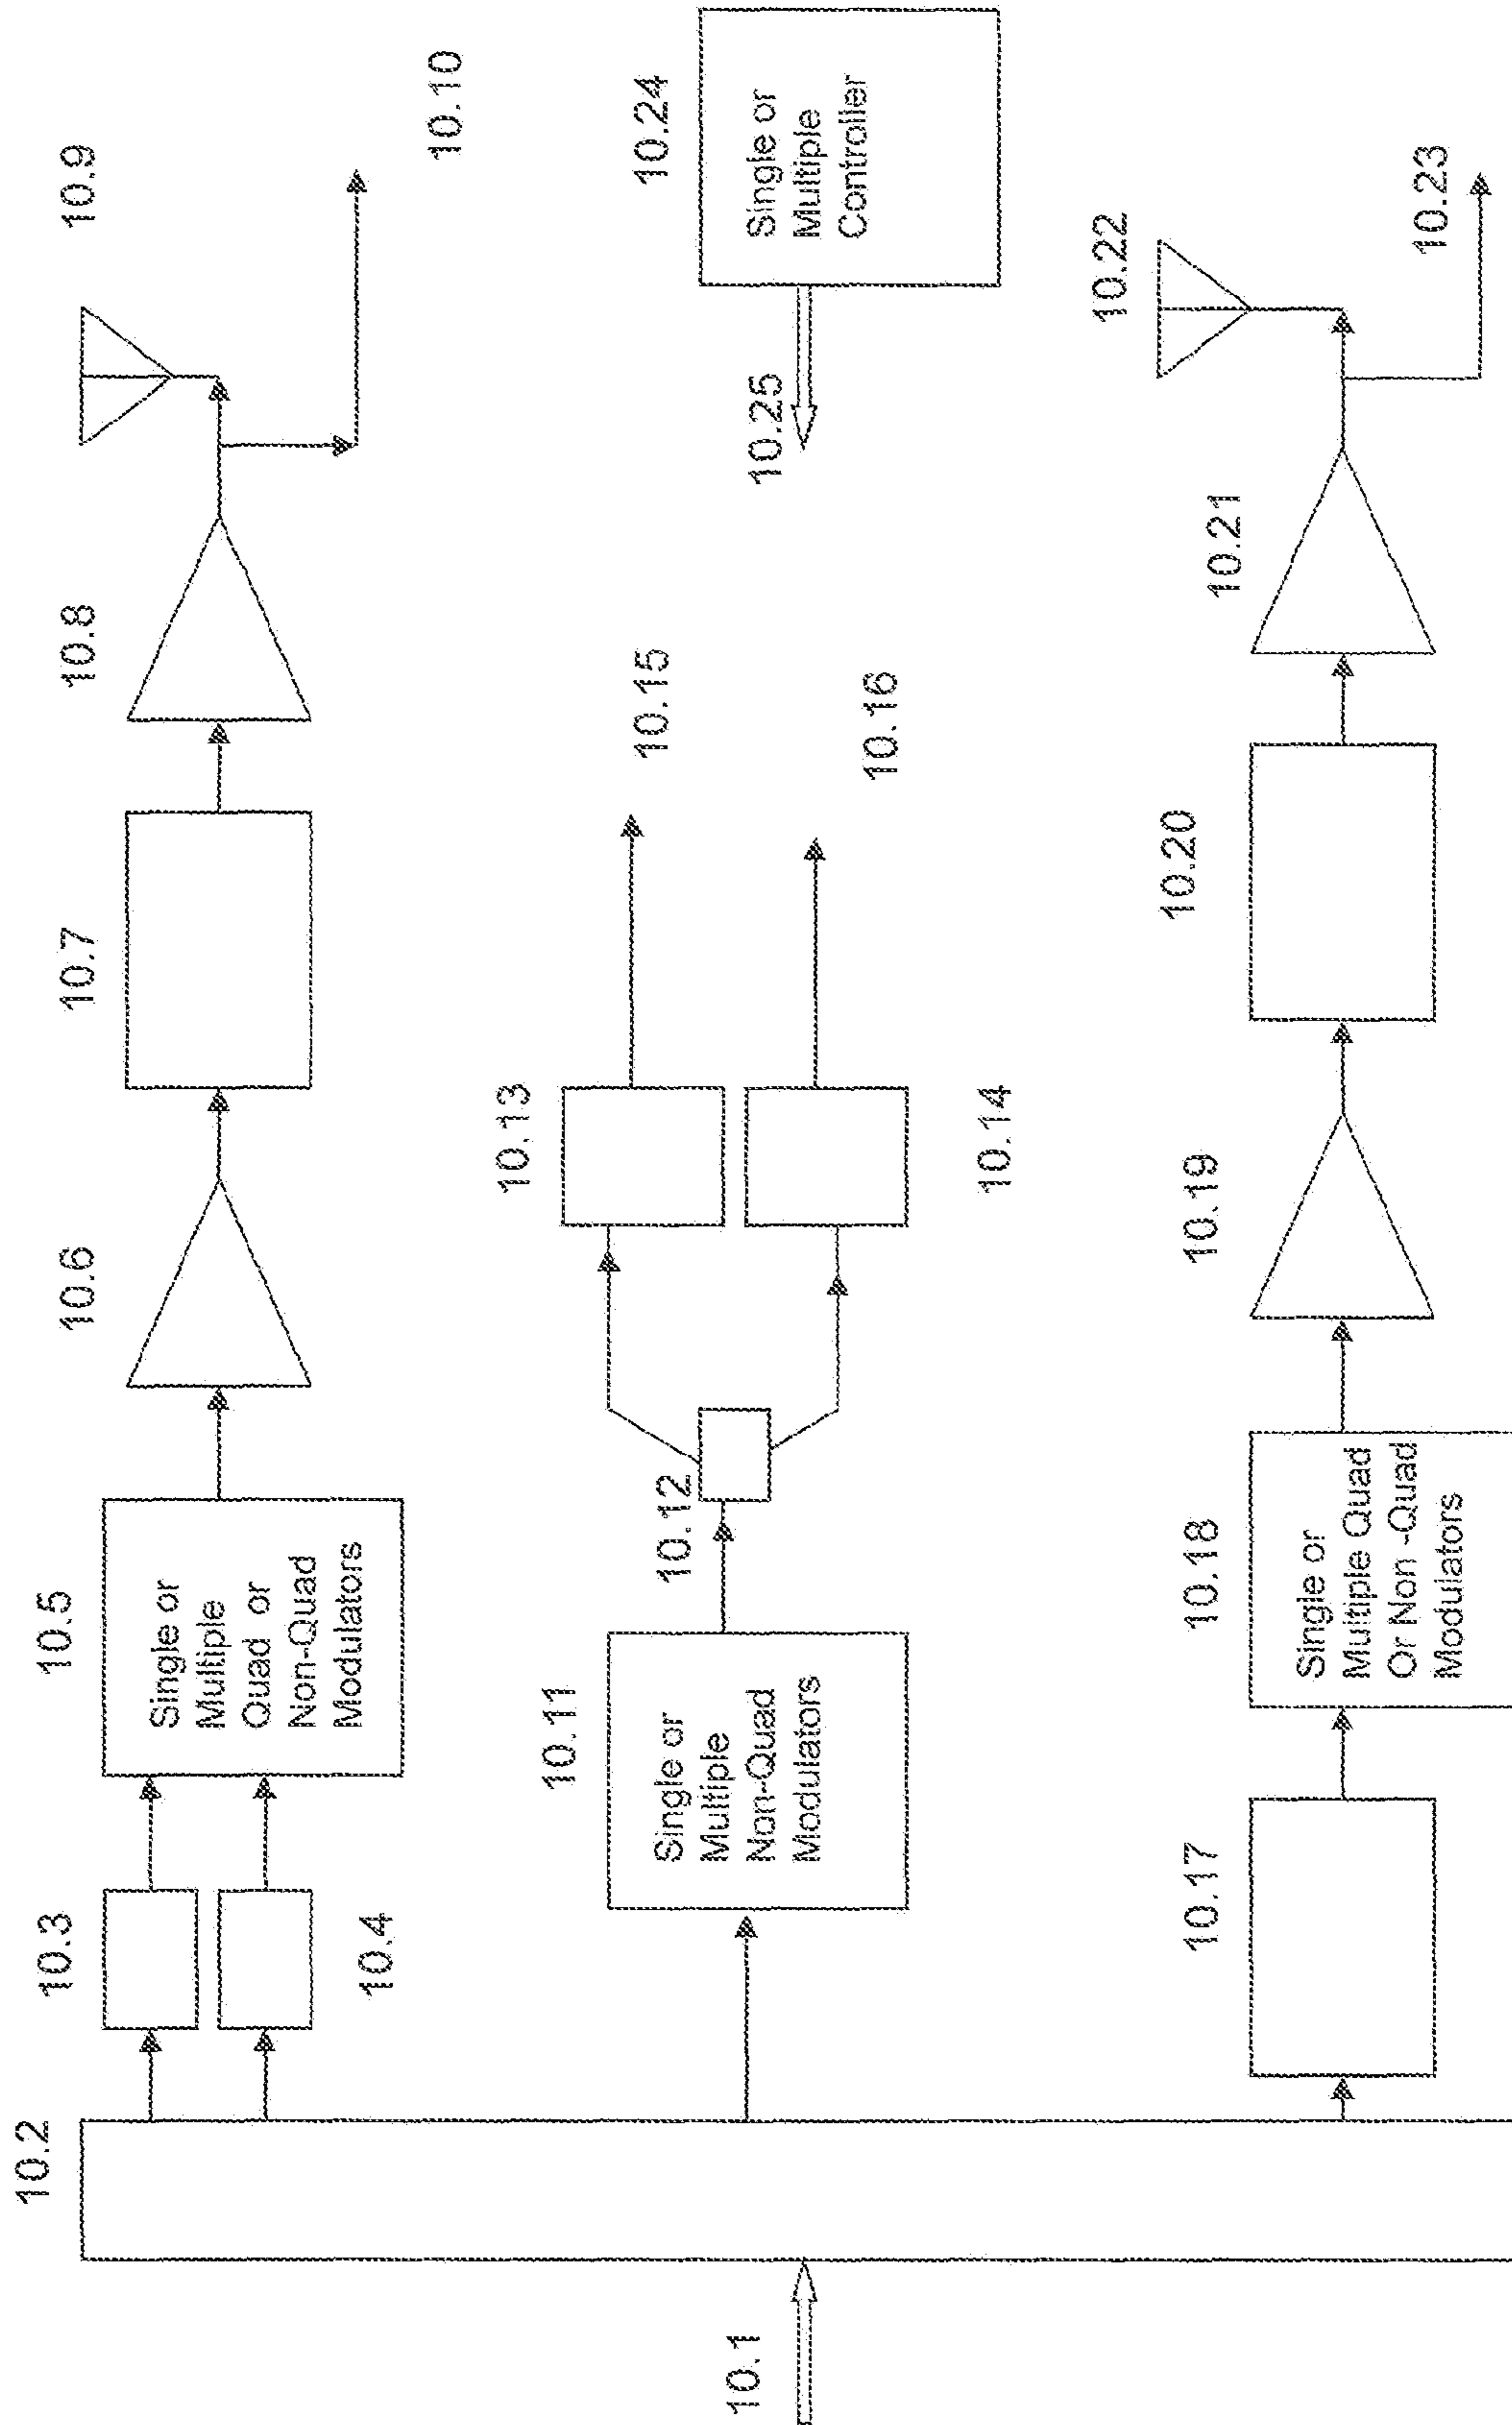 10.1
10.2
10.3
10.4
10.5
Single or
Multiple
Quad or
Non-Quad
Modulators
10.6
10.7
10.8
10.9
10.10
10.11
Single or
Multiple
Non-Quad
Modulators
10.12
10.13
10.14
10.15
10.16
10.24
Single or
Multiple
Controller
10.25
10.17
10.18
Single or
Multiple Quad
Or Non -Quad
Modulators
10.19
10.20
10.21
10.22
10.23